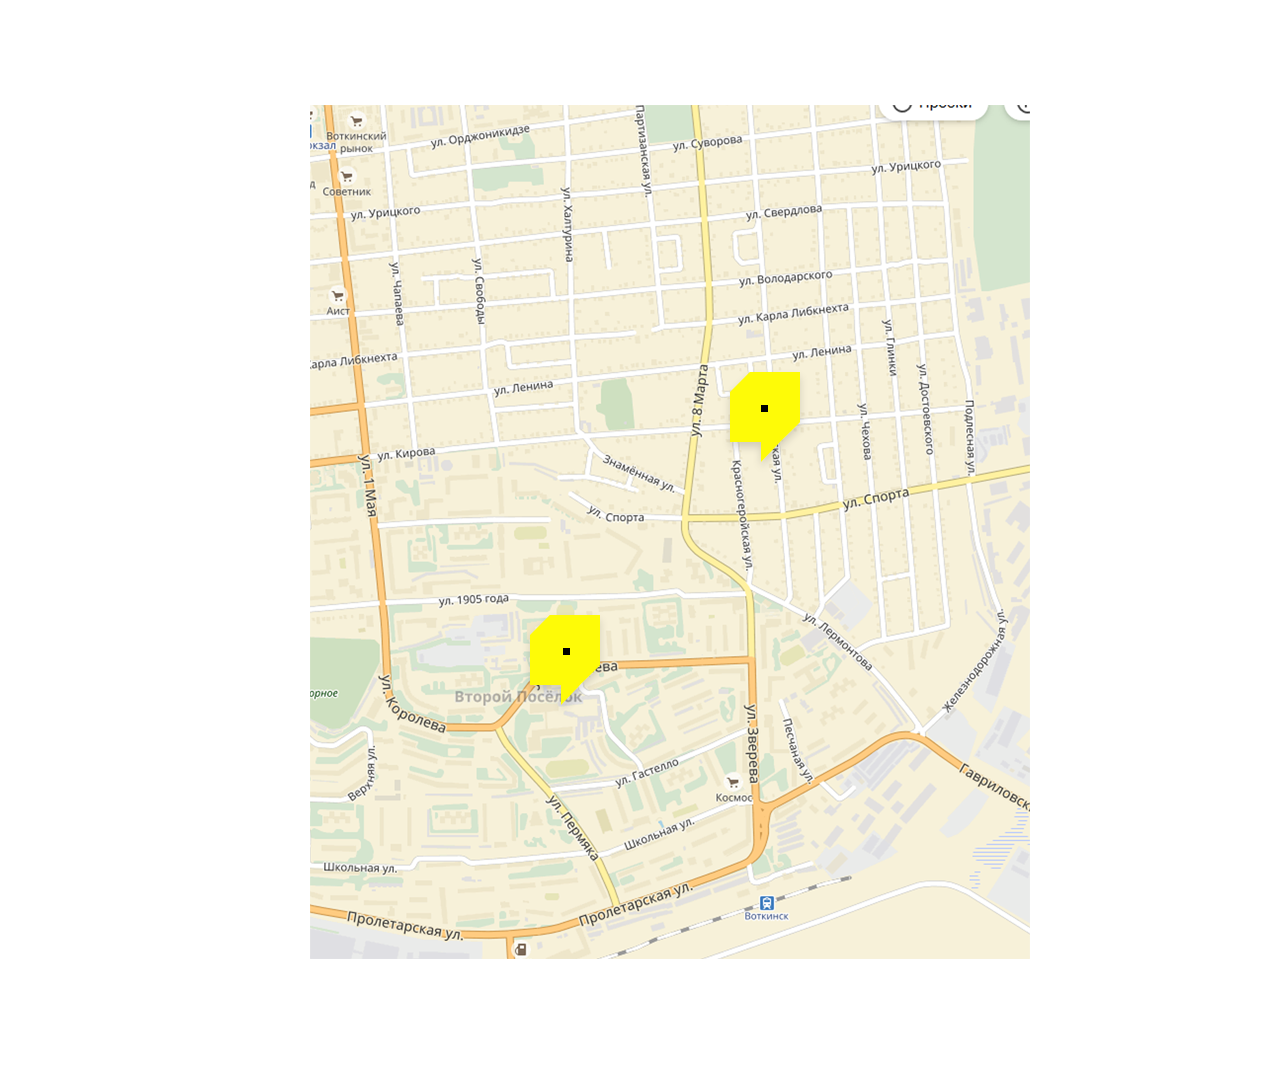 Пробки
Воткинский
рынок
окзал
ул. Орджоникидзе
Партизанская ул.
ул. Суворова
ул. Урицкого
Советник
ул. Урицкого
ул. Халтурина
ул. Свердлова
ул. Чапаева
ул. Свободы
ул. Володарского
Аист
ул. Карла Либкнехта
ул. Глинки
Карла Либкнехта
ул. Ленина
ул. Ленина
ул. 8 Марта
ул. Достоевского
Подлесная ул.
ул. Чехова
ул. Кирова
ул. 1 Мая
Знамённая ул.
Красногеройская ул.
ская ул.
ул. Спорта
ул. Спорта
ул. 1905 года
ул. Лермонтова
Железнодорожная ул.
ева
орное
Второй Посёлок
ул. Королева
ул. Зверева
Песчаная ул.
Верхняя ул.
ул. Гастелло
Космос
Гавриловск
ул. Пермяка
Школьная ул.
Школьная ул.
Пролетарская ул.
Пролетарская ул.
Воткинск